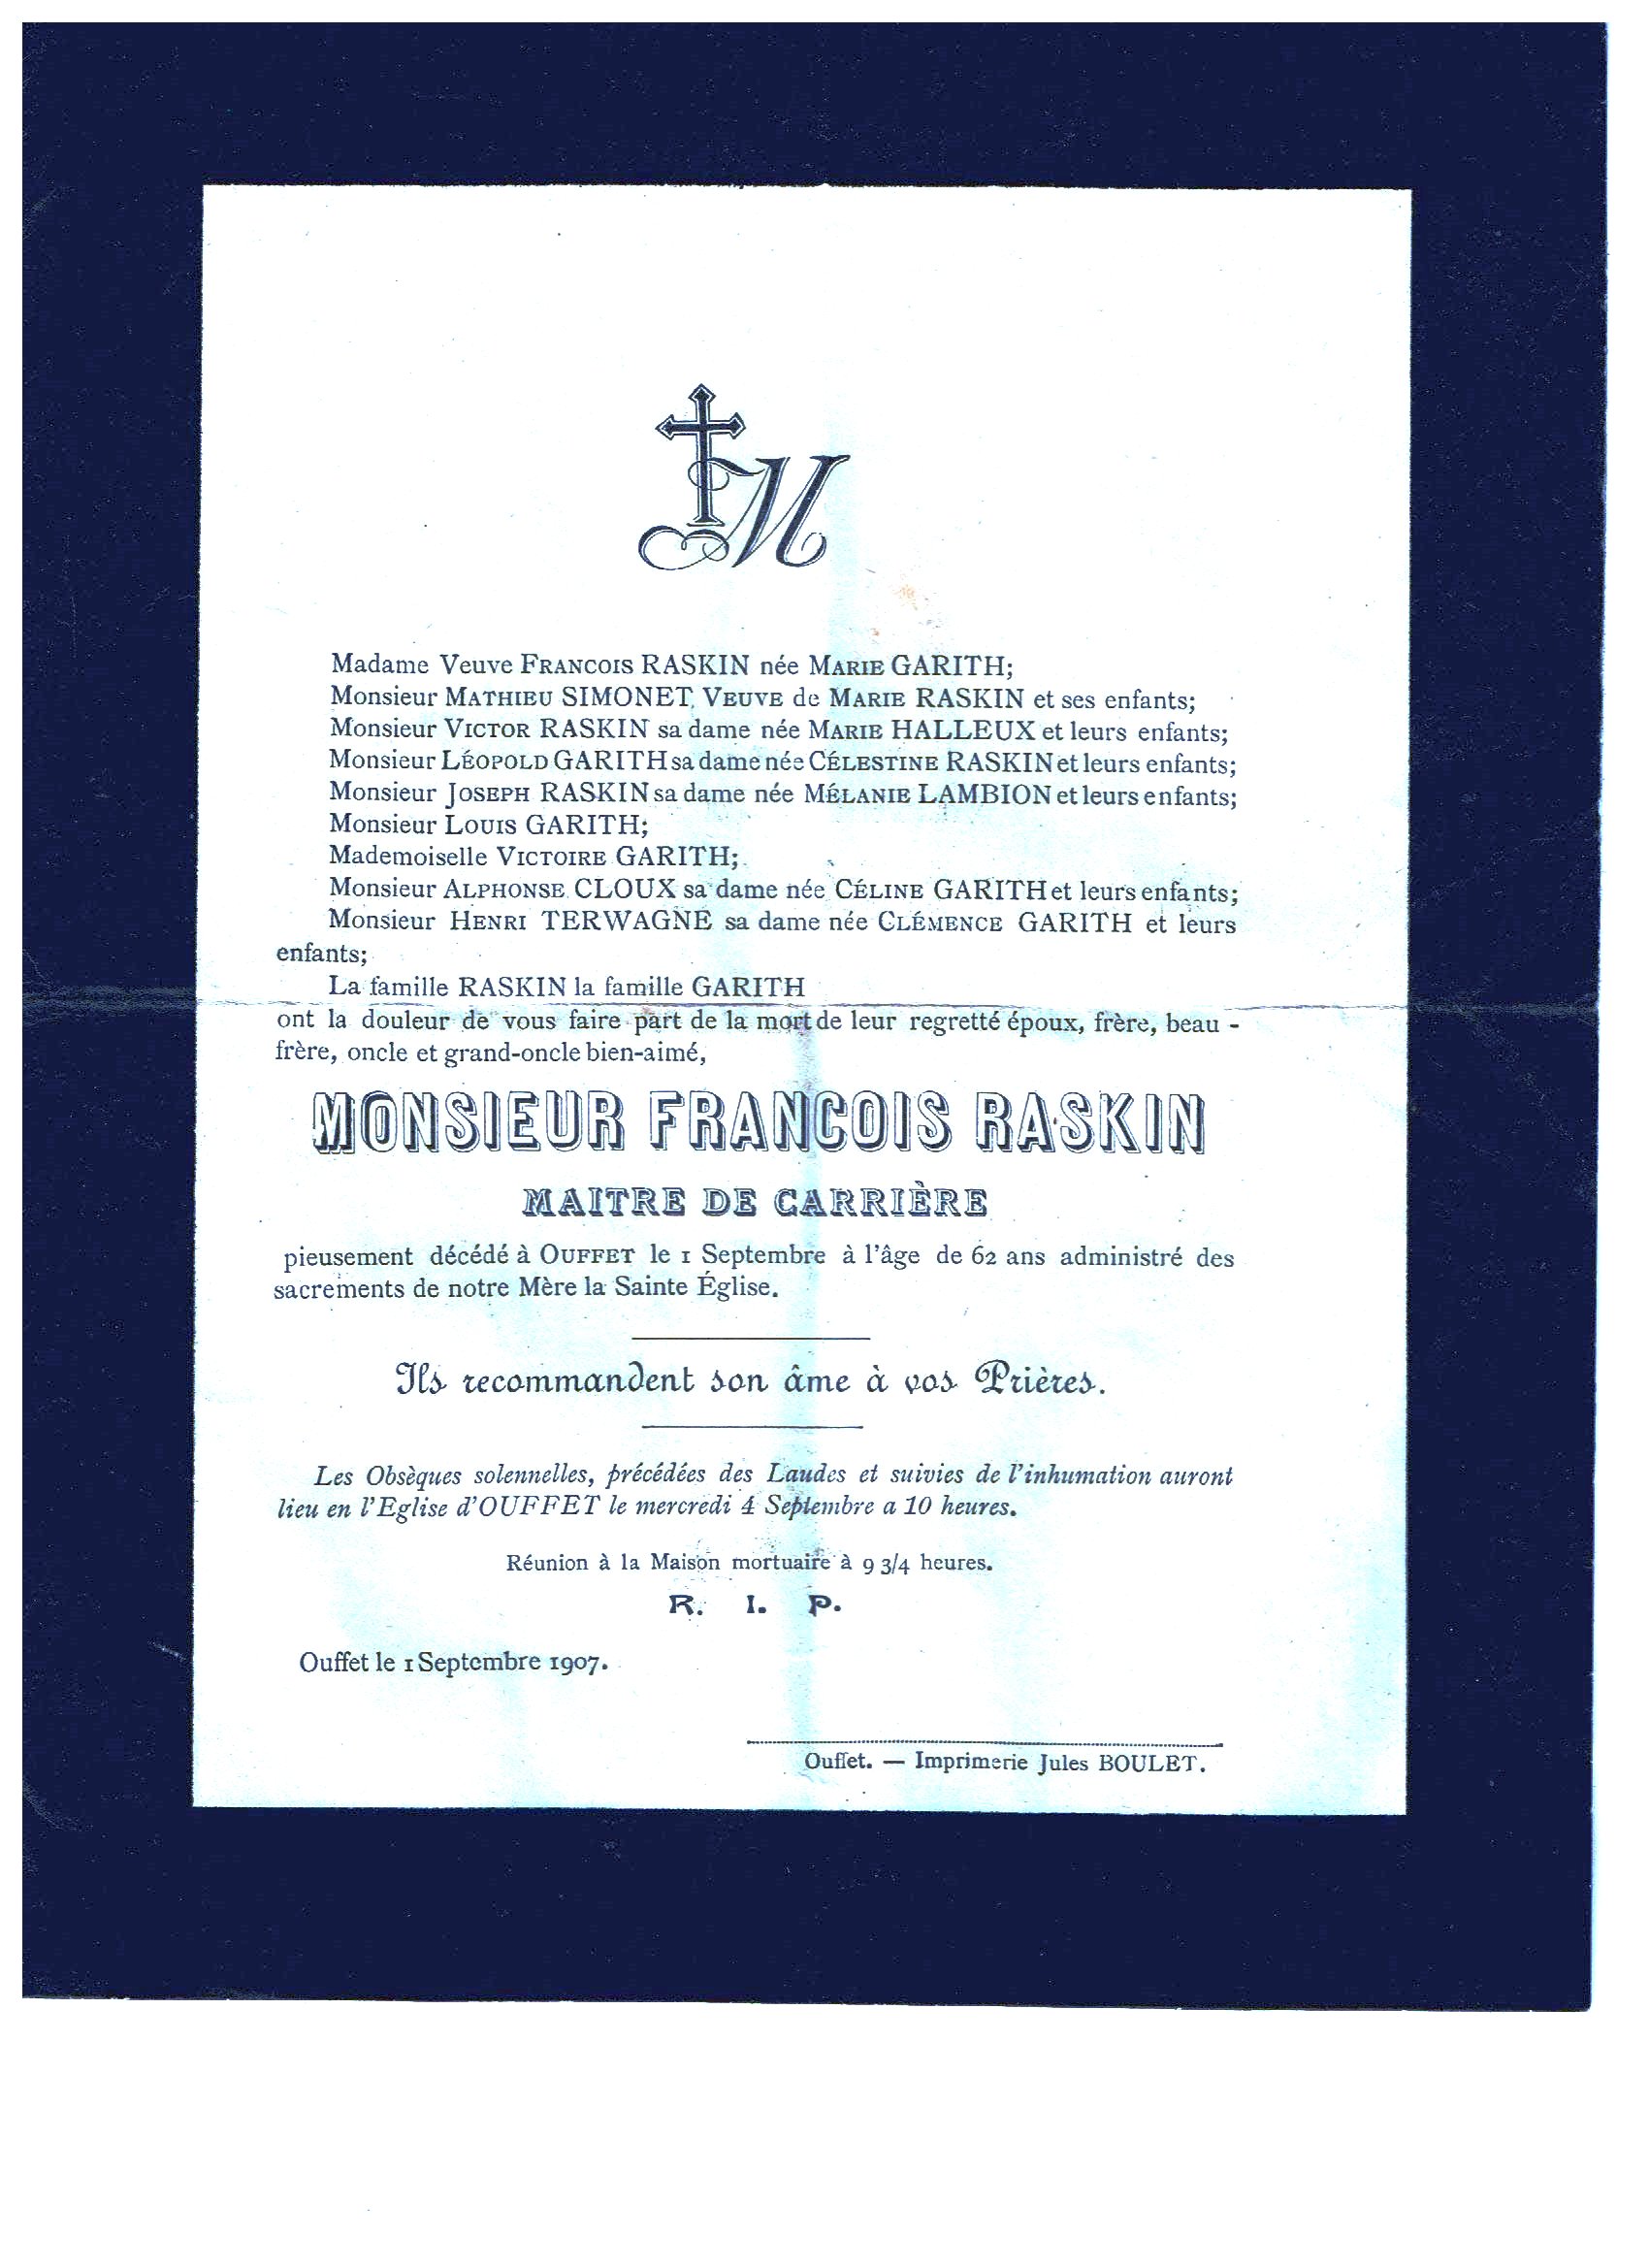 M
Madame Veuve FRANCOIS RASKIN née MARIE GARITH;
Monsieur MATHIEU SIMONET VEUVE de MARIE RASKIN et ses enfants;
Monsieur VICTOR RASKIN sa dame née MARIE HALLEUX et leurs enfants;
Monsieur LÉOPOLD GARITH sa dame née CÉLESTINE RASKIN et leurs enfants;
Monsieur JOSEPH RASKIN sa dame née MÉLANIE LAMBION et leurs enfants;
Monsieur LOUIS GARITH;
Mademoiselle VICTOIRE GARITH;
Monsieur ALPHONSE CLOUX sa dame née CÉLINE GARITH et leurs enfants;
Monsieur HENRI TERWAGNE sa dame née CLÉMENCE GARITH et leurs
enfants;
La famille RASKIN la famille GARITH
ont la douleur de vous faire part de la mort de leur regretté époux, frère, beau -
frère, oncle et grand-oncle bien-aimé,
MONSIEUR FRANCOIS RASKIN
MAITRE DE CARRIÈRE
pieusement décédé à OUFFET le 1 Septembre à l'âge de 62 ans administré des
sacrements de notre Mère la Sainte Église.
Ils recommandent son âme à vos Prières.
Les Obsèques solennelles, précédées des Laudes et suivies de l'inhumation auront
lieu en l'Eglise d'OUFFET le mercredi 4 Septembre a 10 heures.
Réunion à la Maison mortuaire à 9 3/4 heures.
R. I. P.
Ouffet le 1 Septembre 1907.
Ouffet. — Imprimerie Jules BOULET.